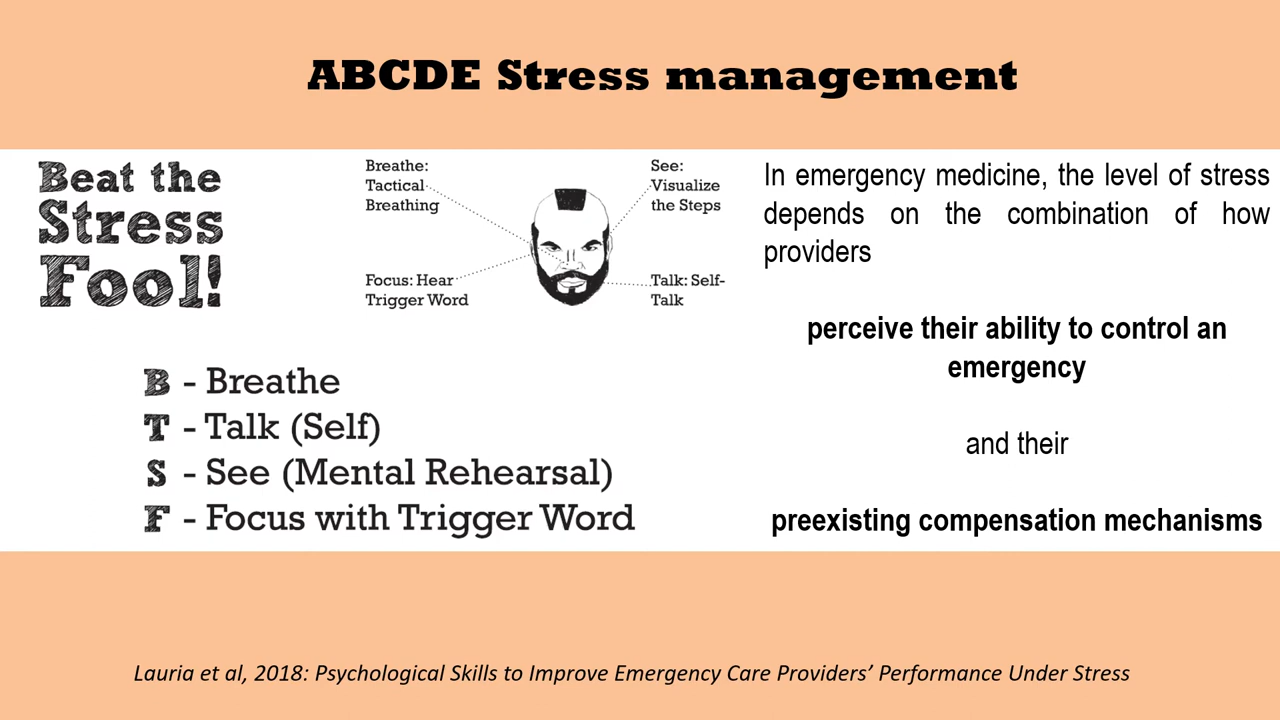 ABCDE Stress management
Beat the
Stress
Fool!
Breathe:
Tactical
Breathing
See:
Visualize
the Steps
Focus: Hear
Trigger Word
Talk: Self-
Talk
B - Breathe
T - Talk (Self)
S - See (Mental Rehearsal)
F - Focus with Trigger Word
In emergency medicine, the level of stress
depends on the combination of how
providers
perceive their ability to control an
emergency
and their
preexisting compensation mechanisms
Lauria et al, 2018: Psychological Skills to Improve Emergency Care Providers’ Performance Under Stress